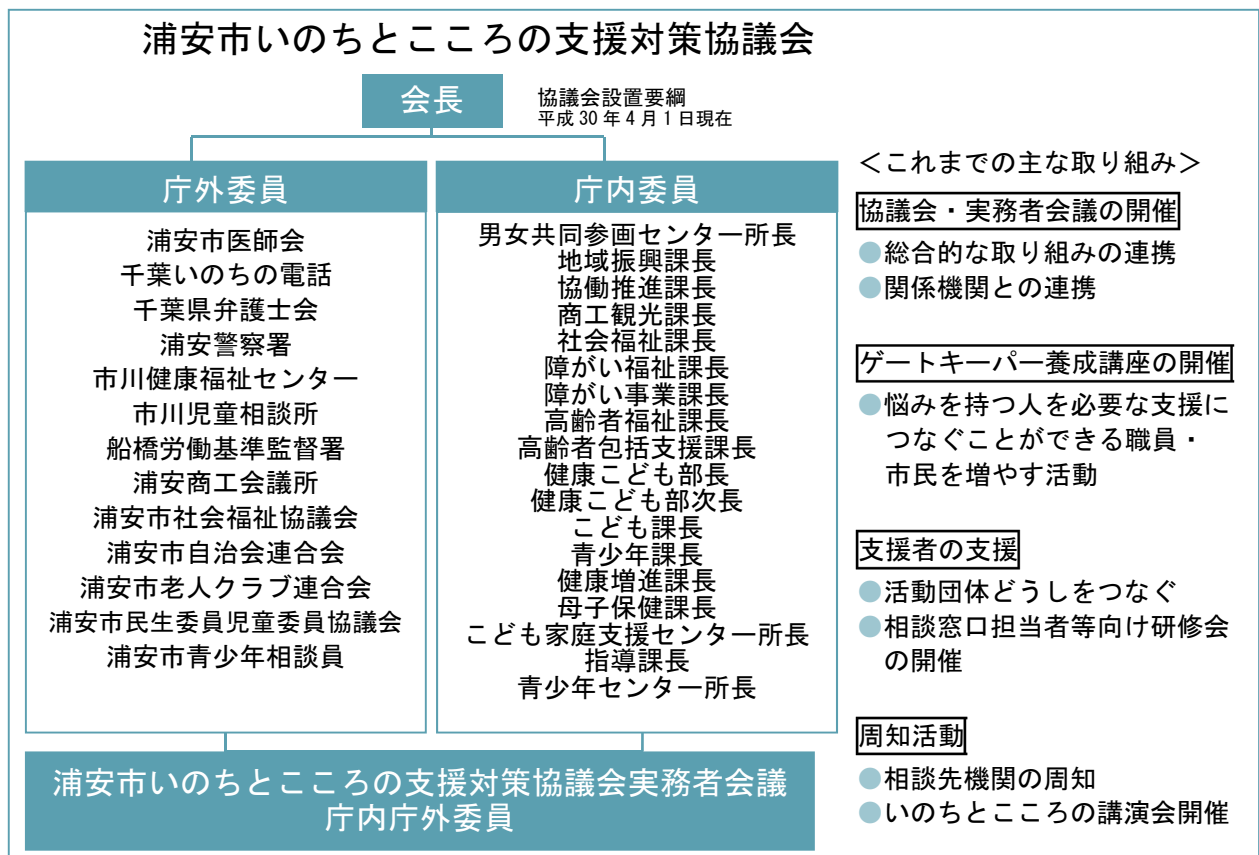 浦安市いのちとこころの支援対策協議会
会長
協議会設置要綱
平成30年4月1日現在
庁外委員
浦安市医師会
千葉いのちの電話
千葉県弁護士会
浦安警察署
市川健康福祉センター
市川児童相談所
船橋労働基準監督署
浦安商工会議所
浦安市社会福祉協議会
浦安市自治会連合会
浦安市老人クラブ連合会
浦安市民生委員児童委員協議会
浦安市青少年相談員
庁内委員
男女共同参画センター所長
地域振興課長
協働推進課長
商工観光課長
社会福祉課長
障がい福祉課長
障がい事業課長
高齢者福祉課長
高齢者包括支援課長
健康こども部長
健康こども部次長
こども課長
青少年課長
健康増進課長
母子保健課長
こども家庭支援センター所長
指導課長
青少年センター所長
浦安市いのちとこころの支援対策協議会実務者会議
庁内庁外委員
＜これまでの主な取り組み＞
協議会・実務者会議の開催
●総合的な取り組みの連携
●関係機関との連携
ゲートキーパー養成講座の開催
●悩みを持つ人を必要な支援に
つなぐことができる職員・
市民を増やす活動
支援者の支援
●活動団体どうしをつなぐ
●相談窓口担当者等向け研修会
の開催
周知活動
●相談先機関の周知
●いのちとこころの講演会開催